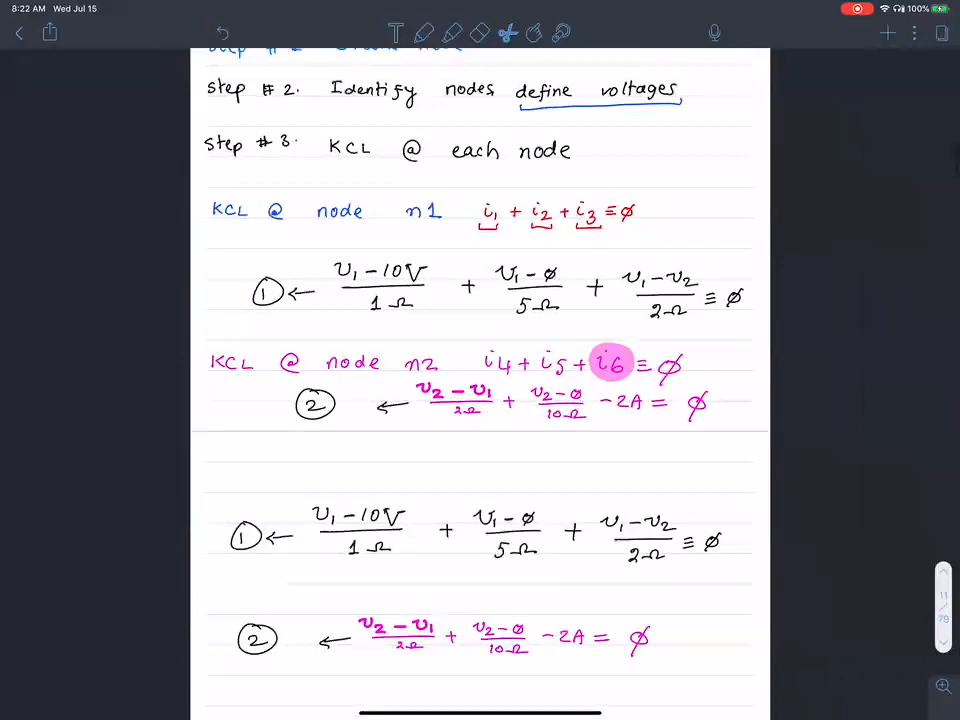 8:22 AM Wed Jul 15
100%
Step # 2. Identify nodes define voltages
Step # 3. KCL @ each node
KCL @ node n1 i₁ + i₂ + i₃ ≡ ∅
① ← (v₁ − 10V)/1Ω + (v₁ − ∅)/5Ω + (v₁ − v₂)/2Ω ≡ ∅
KCL @ node n2 i4 + i5 + i6 ≡ ∅
② ← (v₂ − v₁)/2Ω + (v₂ − ∅)/10Ω − 2A = ∅
① ← (v₁ − 10V)/1Ω + (v₁ − ∅)/5Ω + (v₁ − v₂)/2Ω ≡ ∅
② ← (v₂ − v₁)/2Ω + (v₂ − ∅)/10Ω − 2A = ∅
11
/
79